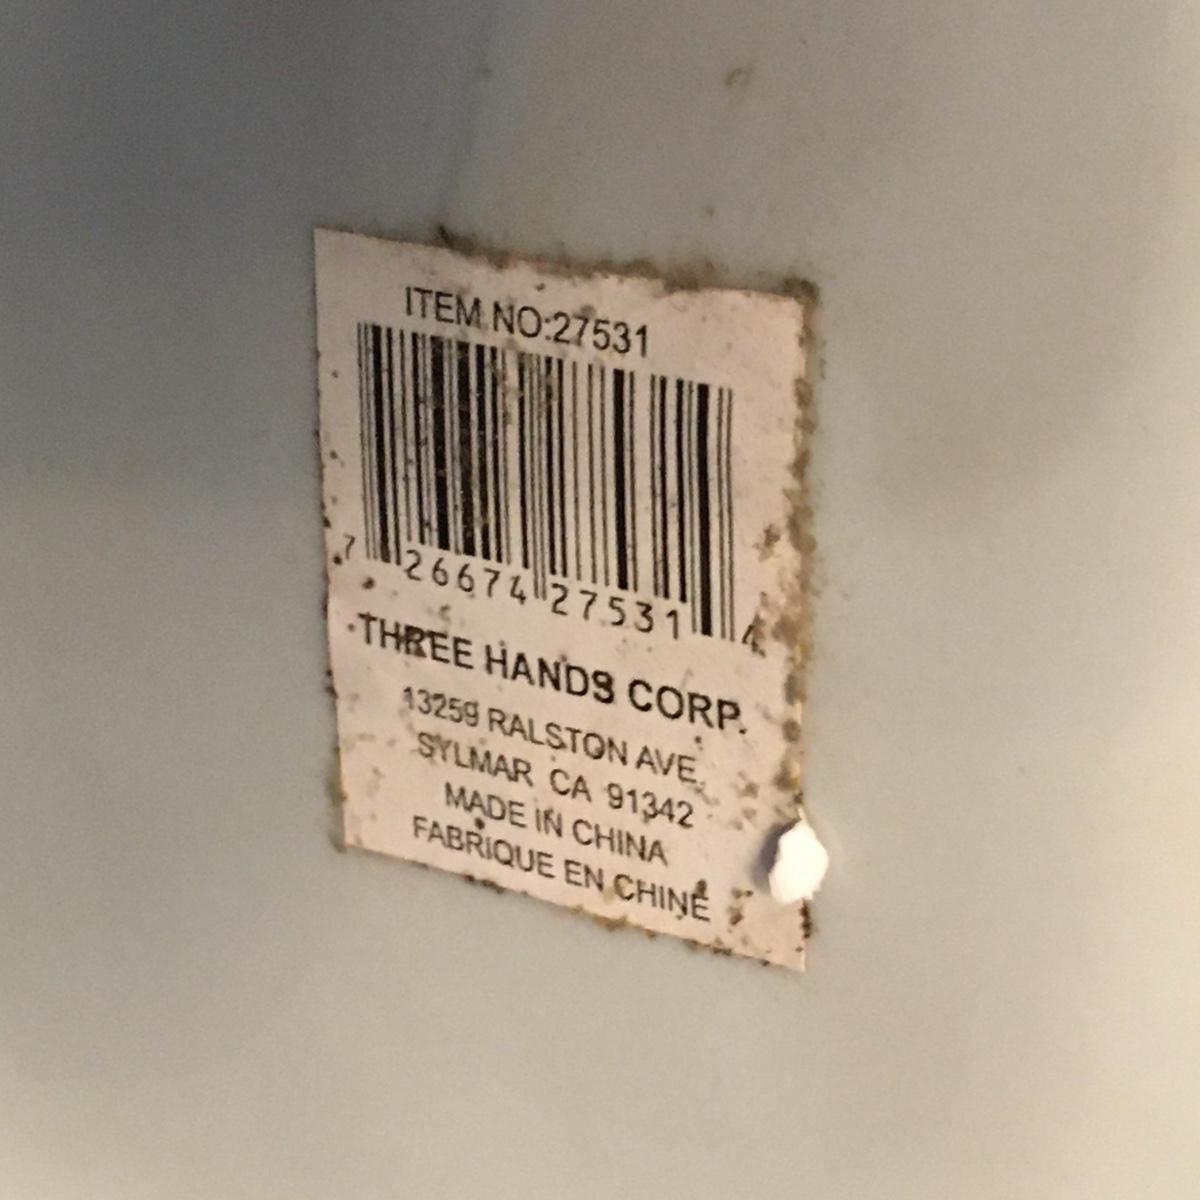 ITEM NO:27531
7 26674 27531 4
THREE HANDS CORP.
13259 RALSTON AVE.
SYLMAR CA 91342
MADE IN CHINA
FABRIQUE EN CHINE